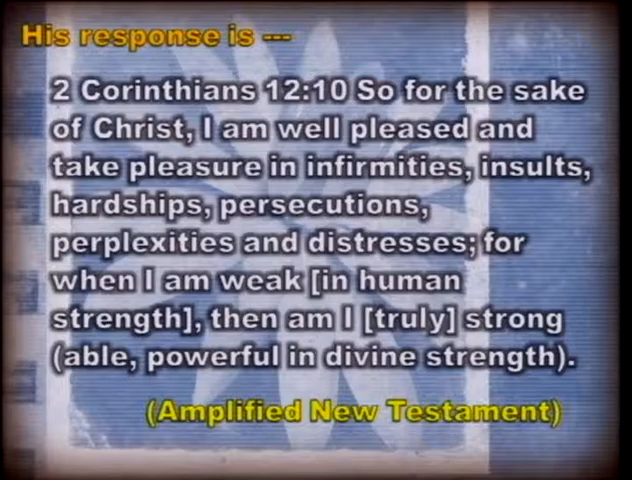 His response is ---
2 Corinthians 12:10 So for the sake
of Christ, I am well pleased and
take pleasure in infirmities, insults,
hardships, persecutions,
perplexities and distresses; for
when I am weak [in human
strength], then am I [truly] strong
(able, powerful in divine strength).
(Amplified New Testament)